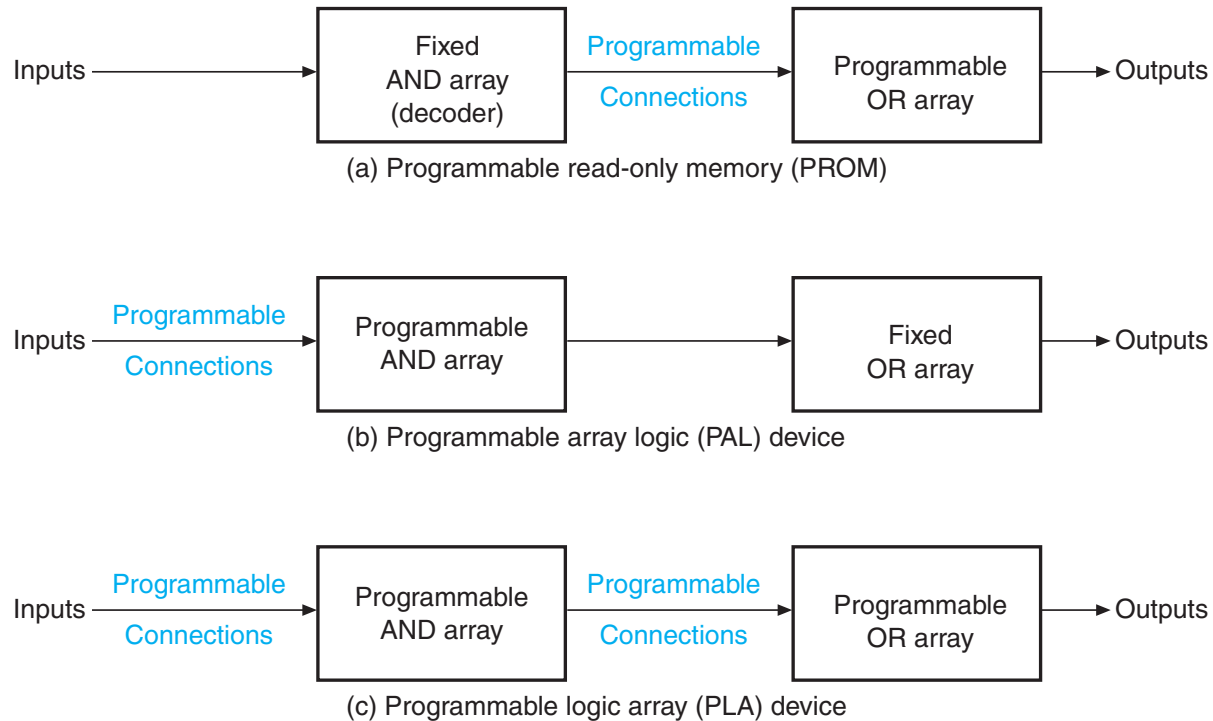 Inputs
Fixed
AND array
(decoder)
Programmable
Connections
Programmable
OR array
Outputs
(a) Programmable read-only memory (PROM)
Inputs
Programmable
Connections
Programmable
AND array
Fixed
OR array
Outputs
(b) Programmable array logic (PAL) device
Inputs
Programmable
Connections
Programmable
AND array
Programmable
Connections
Programmable
OR array
Outputs
(c) Programmable logic array (PLA) device